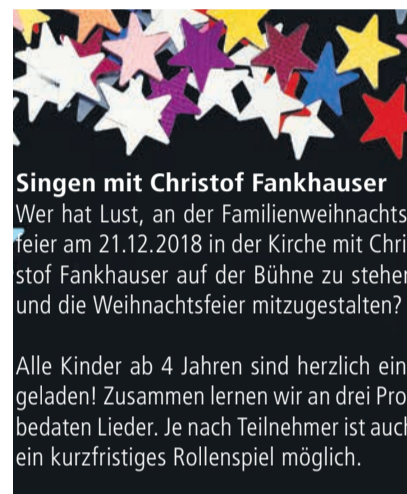 Singen mit Christof Fankhauser
Wer hat Lust, an der Familienweihnachts
feier am 21.12.2018 in der Kirche mit Chri
stof Fankhauser auf der Bühne zu stehen
und die Weihnachtsfeier mitzugestalten?
Alle Kinder ab 4 Jahren sind herzlich ein
geladen! Zusammen lernen wir an drei Pro
bedaten Lieder. Je nach Teilnehmer ist auch
ein kurzfristiges Rollenspiel möglich.